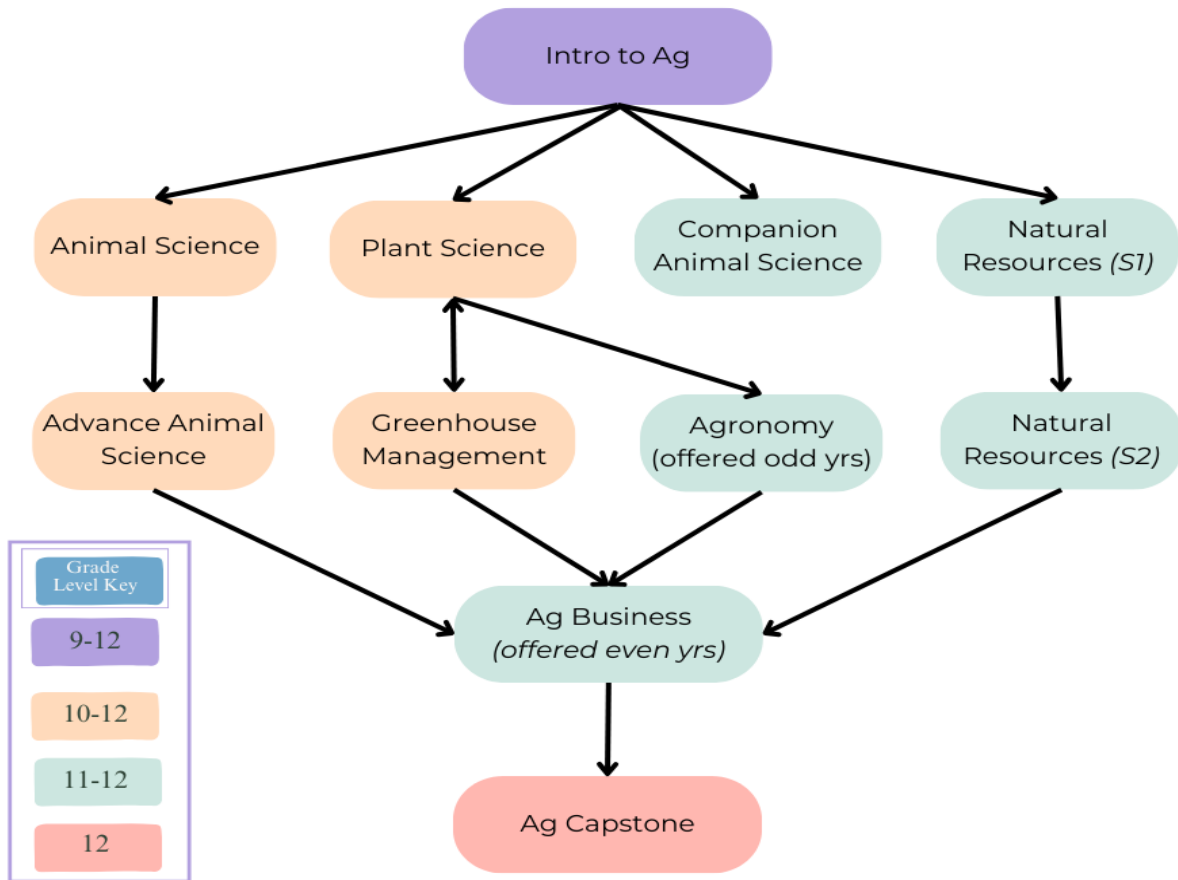 Intro to Ag
Animal Science
Plant Science
Companion
Animal Science
Natural
Resources (S1)
Advance Animal
Science
Greenhouse
Management
Agronomy
(offered odd yrs)
Natural
Resources (S2)
Grade
Level Key
9-12
10-12
11-12
12
Ag Business
(offered even yrs)
Ag Capstone